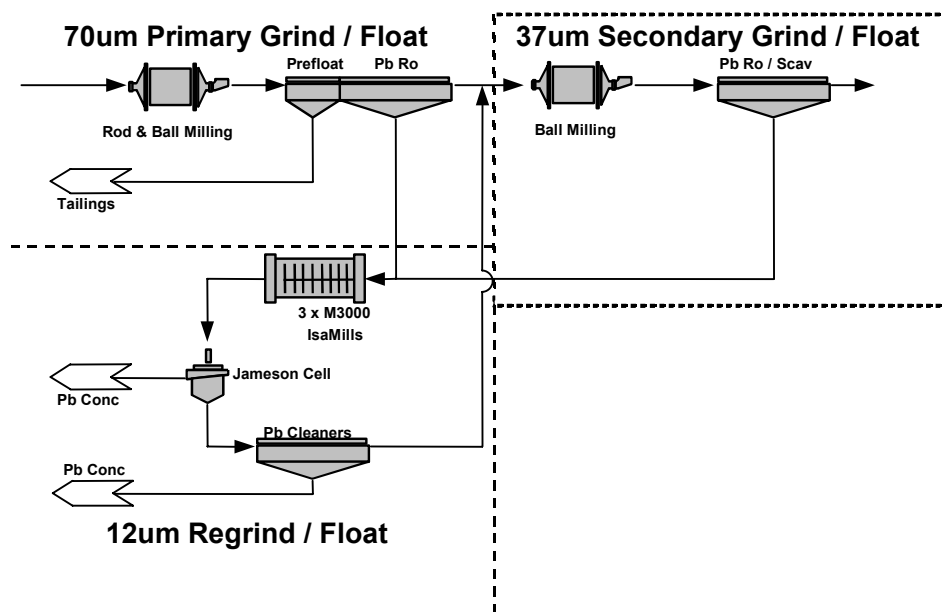 70um Primary Grind / Float
37um Secondary Grind / Float
Prefloat
Pb Ro
Pb Ro / Scav
Rod & Ball Milling
Ball Milling
Tailings
3 x M3000
IsaMills
Jameson Cell
Pb Conc
Pb Cleaners
Pb Conc
12um Regrind / Float